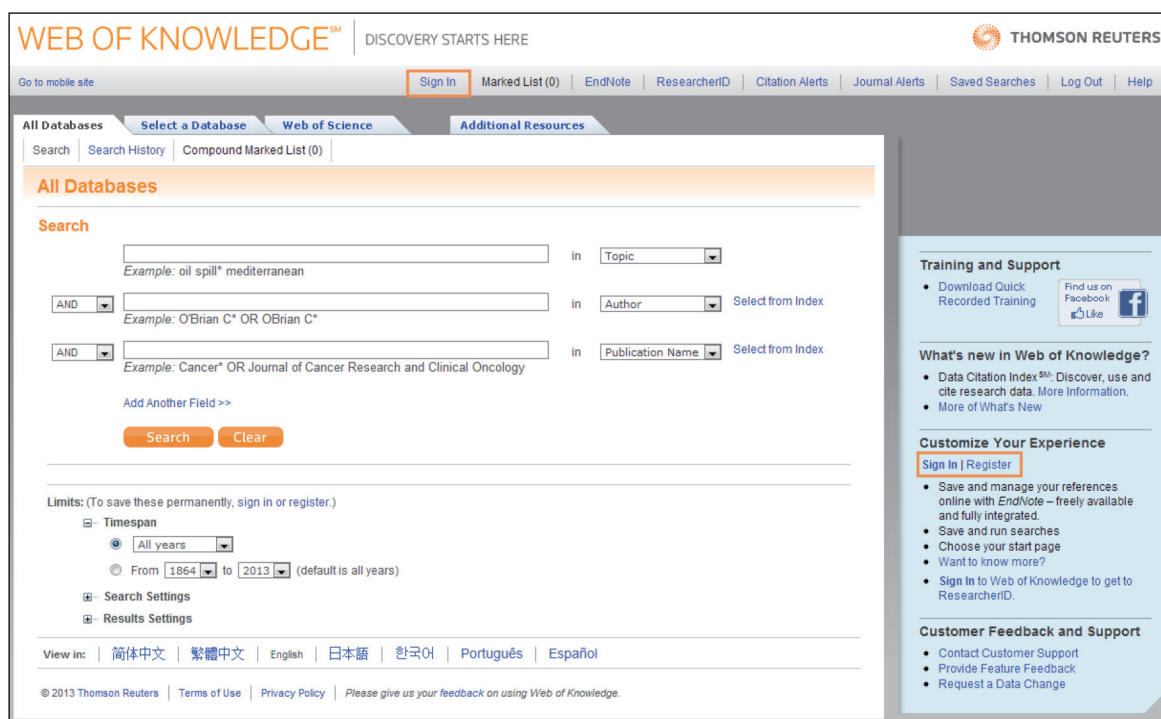 WEB OF KNOWLEDGE℠ | DISCOVERY STARTS HERE
THOMSON REUTERS
Go to mobile site
Sign In | Marked List (0) | EndNote | ResearcherID | Citation Alerts | Journal Alerts | Saved Searches | Log Out | Help
All Databases Select a Database Web of Science Additional Resources
Search | Search History | Compound Marked List (0)
All Databases
Search
in Topic
Example: oil spill* mediterranean
AND in Author Select from Index
Example: O'Brian C* OR OBrian C*
AND in Publication Name Select from Index
Example: Cancer* OR Journal of Cancer Research and Clinical Oncology
Add Another Field >>
Search Clear
Limits: (To save these permanently, sign in or register.)
Timespan
All years
From 1864 to 2013 (default is all years)
Search Settings
Results Settings
View in: | 简体中文 | 繁體中文 | English | 日本語 | 한국어 | Português | Español
© 2013 Thomson Reuters | Terms of Use | Privacy Policy | Please give us your feedback on using Web of Knowledge.
Training and Support
• Download Quick
Recorded Training
Find us on
Facebook
Like
What's new in Web of Knowledge?
• Data Citation Index ℠: Discover, use and
cite research data. More Information.
• More of What's New
Customize Your Experience
Sign In | Register
• Save and manage your references
online with EndNote – freely available
and fully integrated.
• Save and run searches
• Choose your start page
• Want to know more?
• Sign In to Web of Knowledge to get to
ResearcherID.
Customer Feedback and Support
• Contact Customer Support
• Provide Feature Feedback
• Request a Data Change